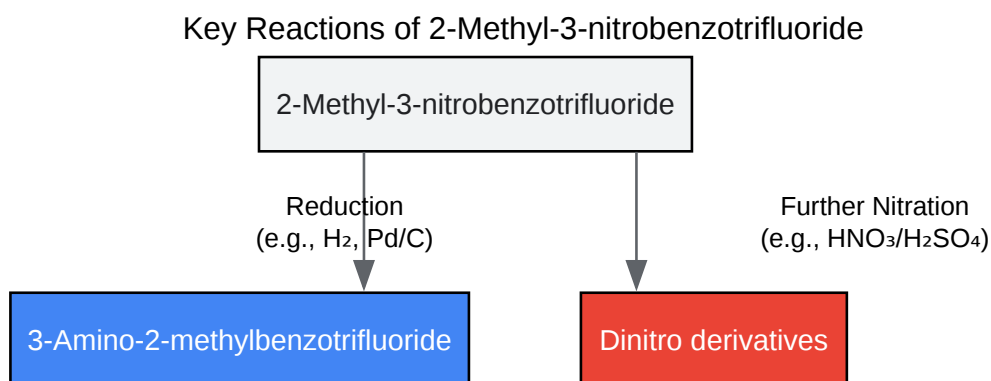 Key Reactions of 2-Methyl-3-nitrobenzotrifluoride
2-Methyl-3-nitrobenzotrifluoride
Reduction
(e.g., H₂, Pd/C)
Further Nitration
(e.g., HNO₃/H₂SO₄)
3-Amino-2-methylbenzotrifluoride
Dinitro derivatives